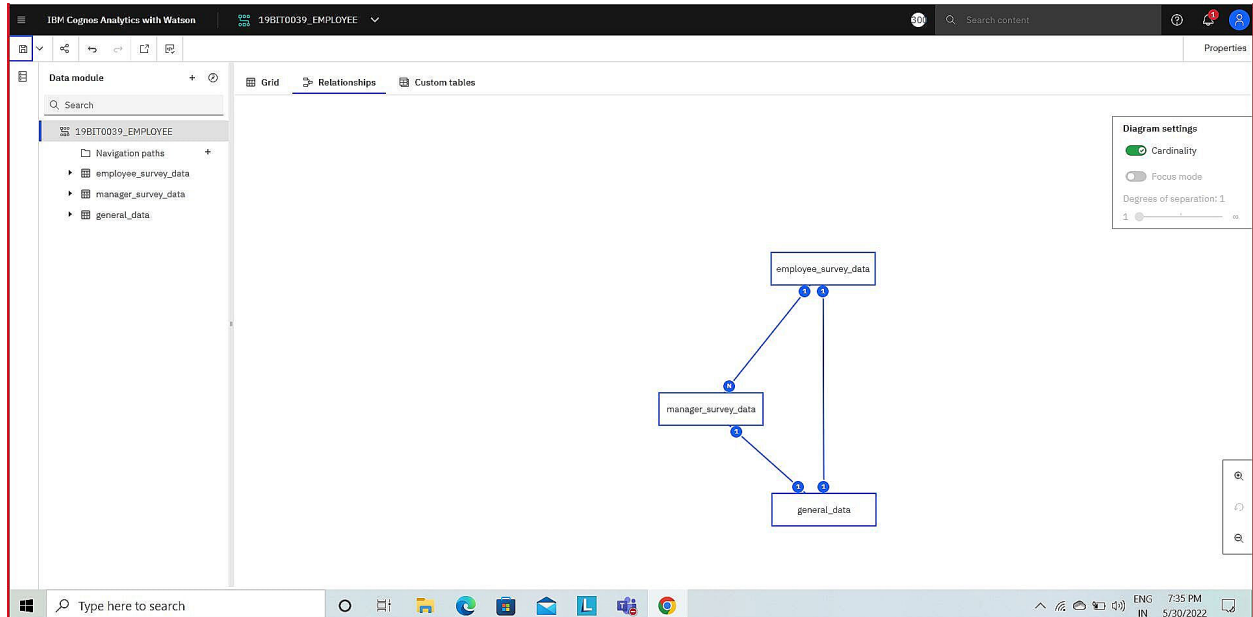 IBM Cognos Analytics with Watson
19BIT0039_EMPLOYEE
30
Search content
1
Properties
Data module
Search
19BIT0039_EMPLOYEE
Navigation paths
employee_survey_data
manager_survey_data
general_data
Grid
Relationships
Custom tables
Diagram settings
Cardinality
Focus mode
Degrees of separation: 1
1
∞
employee_survey_data
1 1
N
manager_survey_data
1
1 1
general_data
Type here to search
L
ENG
IN
7:35 PM
5/30/2022